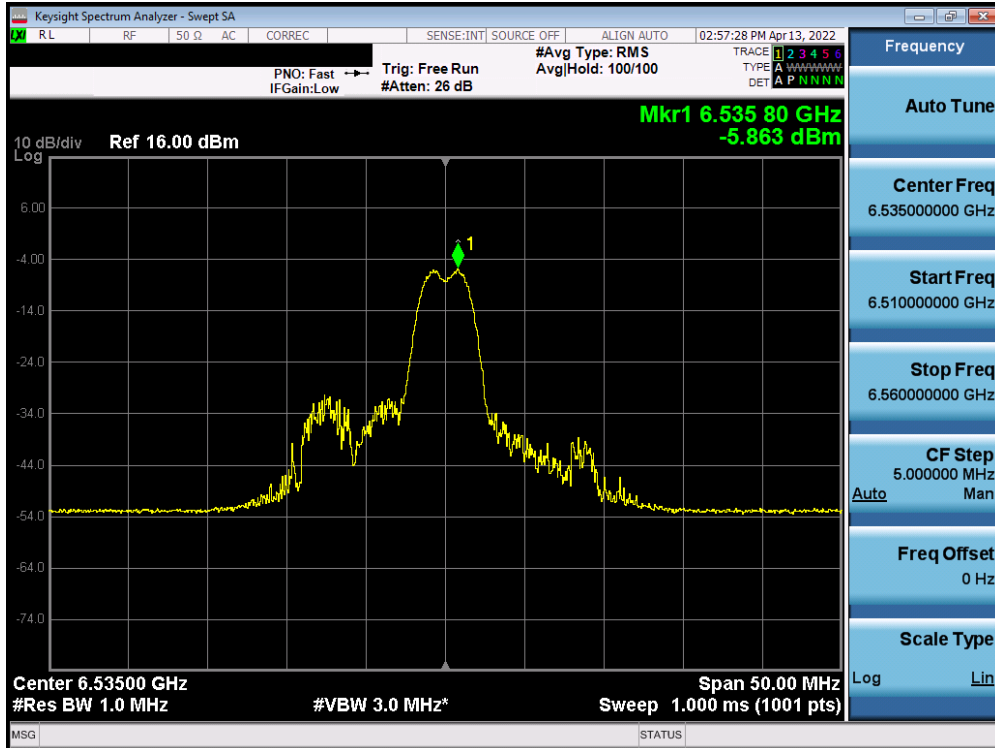 Keysight Spectrum Analyzer - Swept SA
LXI RL RF 50 Ω AC CORREC SENSE:INT SOURCE OFF ALIGN AUTO 02:57:28 PM Apr 13, 2022
PNO: Fast
IFGain:Low
Trig: Free Run
#Atten: 26 dB
#Avg Type: RMS
Avg|Hold: 100/100
TRACE 1 2 3 4 5 6
TYPE A WWWWW
DET A P N N N N
Mkr1 6.535 80 GHz
-5.863 dBm
10 dB/div Ref 16.00 dBm
Log
1
6.00
-4.00
-14.0
-24.0
-34.0
-44.0
-54.0
-64.0
-74.0
Center 6.53500 GHz Span 50.00 MHz
#Res BW 1.0 MHz #VBW 3.0 MHz* Sweep 1.000 ms (1001 pts)
MSG STATUS
Frequency
Auto Tune
Center Freq
6.535000000 GHz
Start Freq
6.510000000 GHz
Stop Freq
6.560000000 GHz
CF Step
5.000000 MHz
Auto Man
Freq Offset
0 Hz
Scale Type
Log Lin